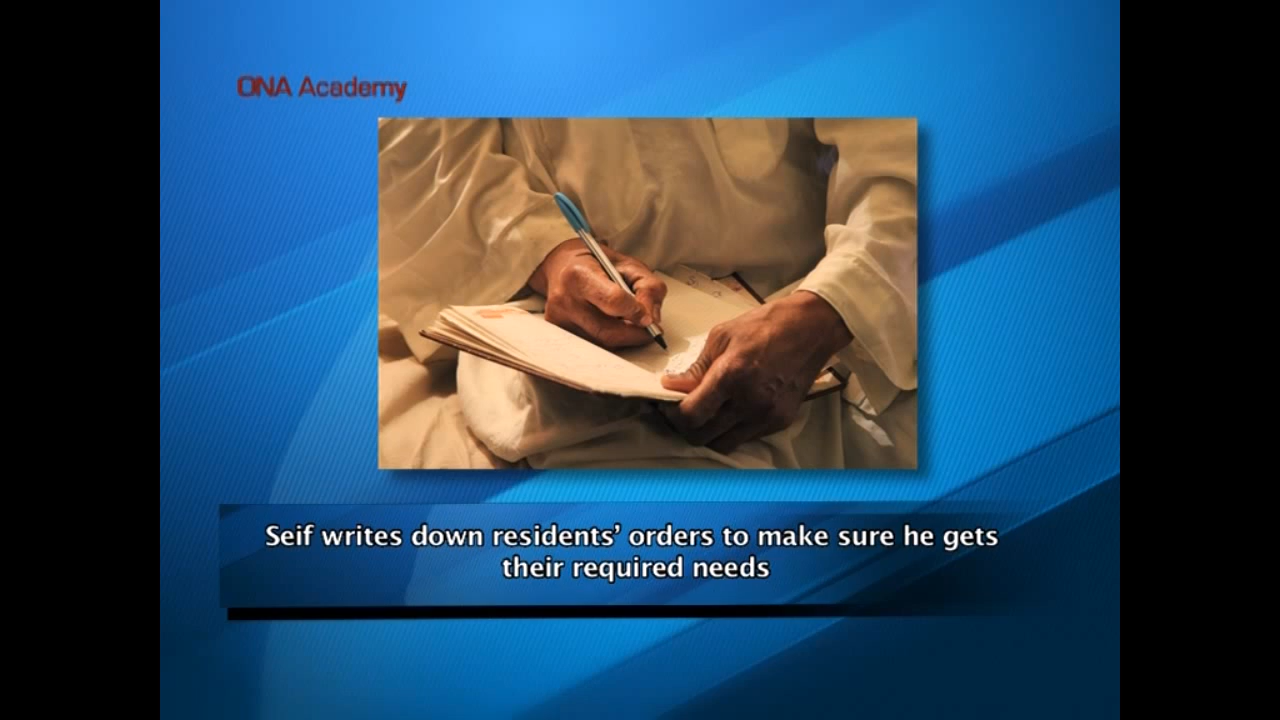 ONA Academy
Seif writes down residents’ orders to make sure he gets
their required needs